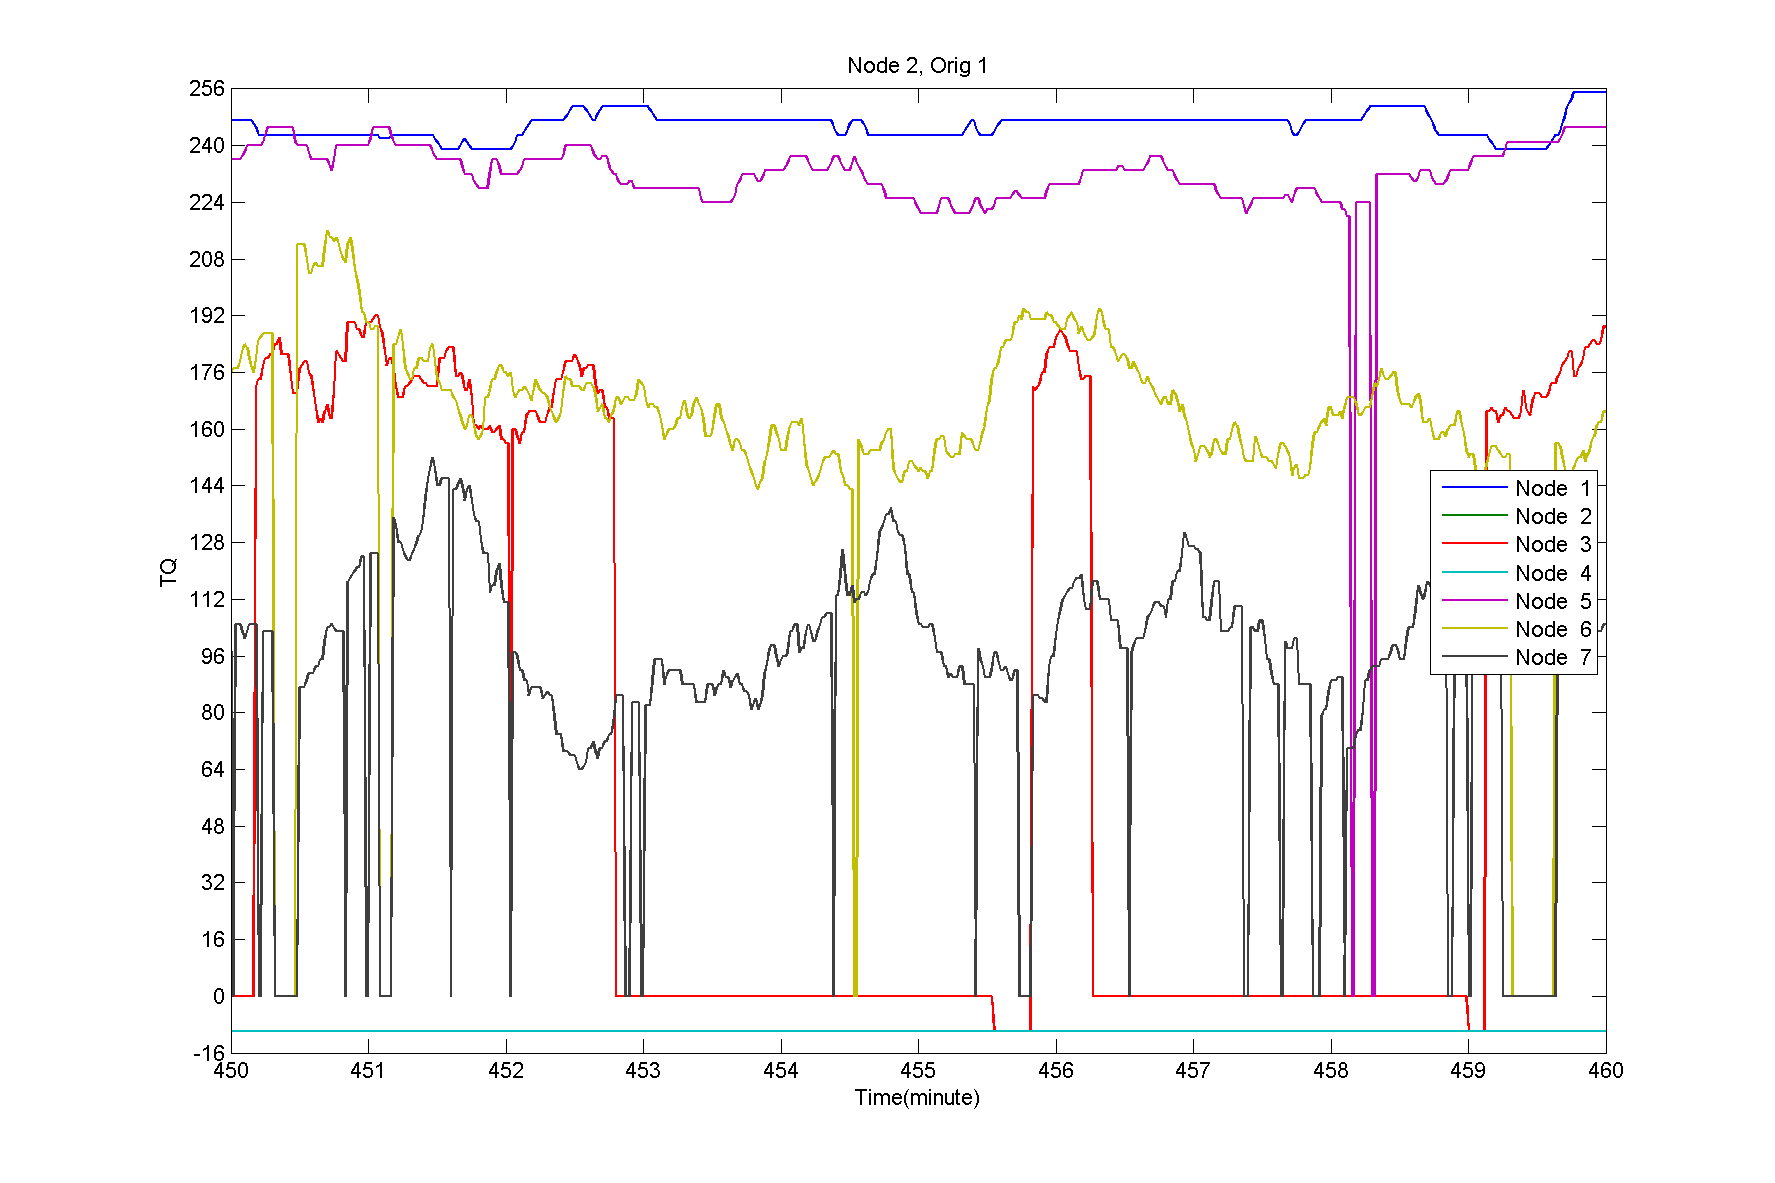 Node 2, Orig 1
256
240
224
208
192
176
160
144
128
112
96
80
64
48
32
16
0
-16
TQ
Node 1
Node 2
Node 3
Node 4
Node 5
Node 6
Node 7
450 451 452 453 454 455 456 457 458 459 460
Time(minute)